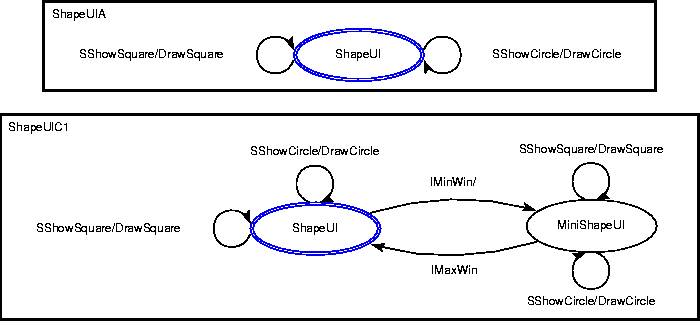 ShapeUIA
SShowSquare/DrawSquare
ShapeUI
SShowCircle/DrawCircle
ShapeUIC1
SShowCircle/DrawCircle
SShowSquare/DrawSquare
IMinWin/
SShowSquare/DrawSquare
ShapeUI
MiniShapeUI
IMaxWin
SShowCircle/DrawCircle